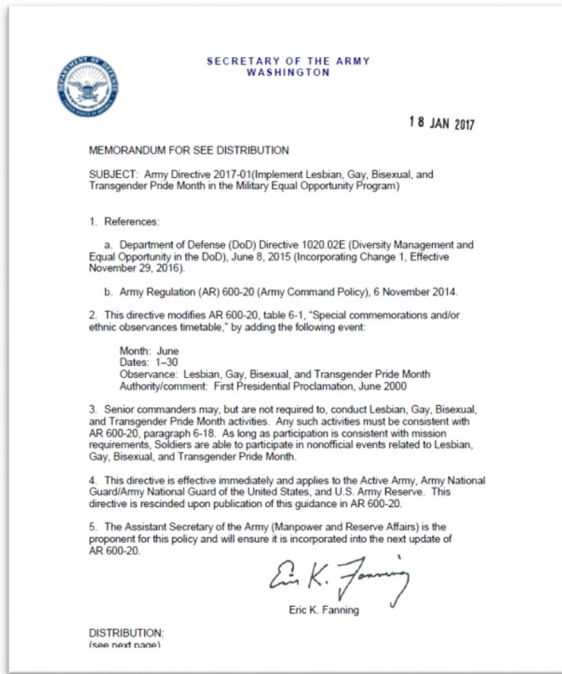 SECRETARY OF THE ARMY
WASHINGTON
18 JAN 2017
MEMORANDUM FOR SEE DISTRIBUTION
SUBJECT: Army Directive 2017-01(Implement Lesbian, Gay, Bisexual, and
Transgender Pride Month in the Military Equal Opportunity Program)
1. References:
a. Department of Defense (DoD) Directive 1020.02E (Diversity Management and
Equal Opportunity in the DoD), June 8, 2015 (Incorporating Change 1, Effective
November 29, 2016).
b. Army Regulation (AR) 600-20 (Army Command Policy), 6 November 2014.
2. This directive modifies AR 600-20, table 6-1, “Special commemorations and/or
ethnic observances timetable,” by adding the following event:
Month: June
Dates: 1–30
Observance: Lesbian, Gay, Bisexual, and Transgender Pride Month
Authority/comment: First Presidential Proclamation, June 2000
3. Senior commanders may, but are not required to, conduct Lesbian, Gay, Bisexual,
and Transgender Pride Month activities. Any such activities must be consistent with
AR 600-20, paragraph 6-18. As long as participation is consistent with mission
requirements, Soldiers are able to participate in nonofficial events related to Lesbian,
Gay, Bisexual, and Transgender Pride Month.
4. This directive is effective immediately and applies to the Active Army, Army National
Guard/Army National Guard of the United States, and U.S. Army Reserve. This
directive is rescinded upon publication of this guidance in AR 600-20.
5. The Assistant Secretary of the Army (Manpower and Reserve Affairs) is the
proponent for this policy and will ensure it is incorporated into the next update of
AR 600-20.
Eric K. Fanning
Eric K. Fanning
DISTRIBUTION:
(see next page)